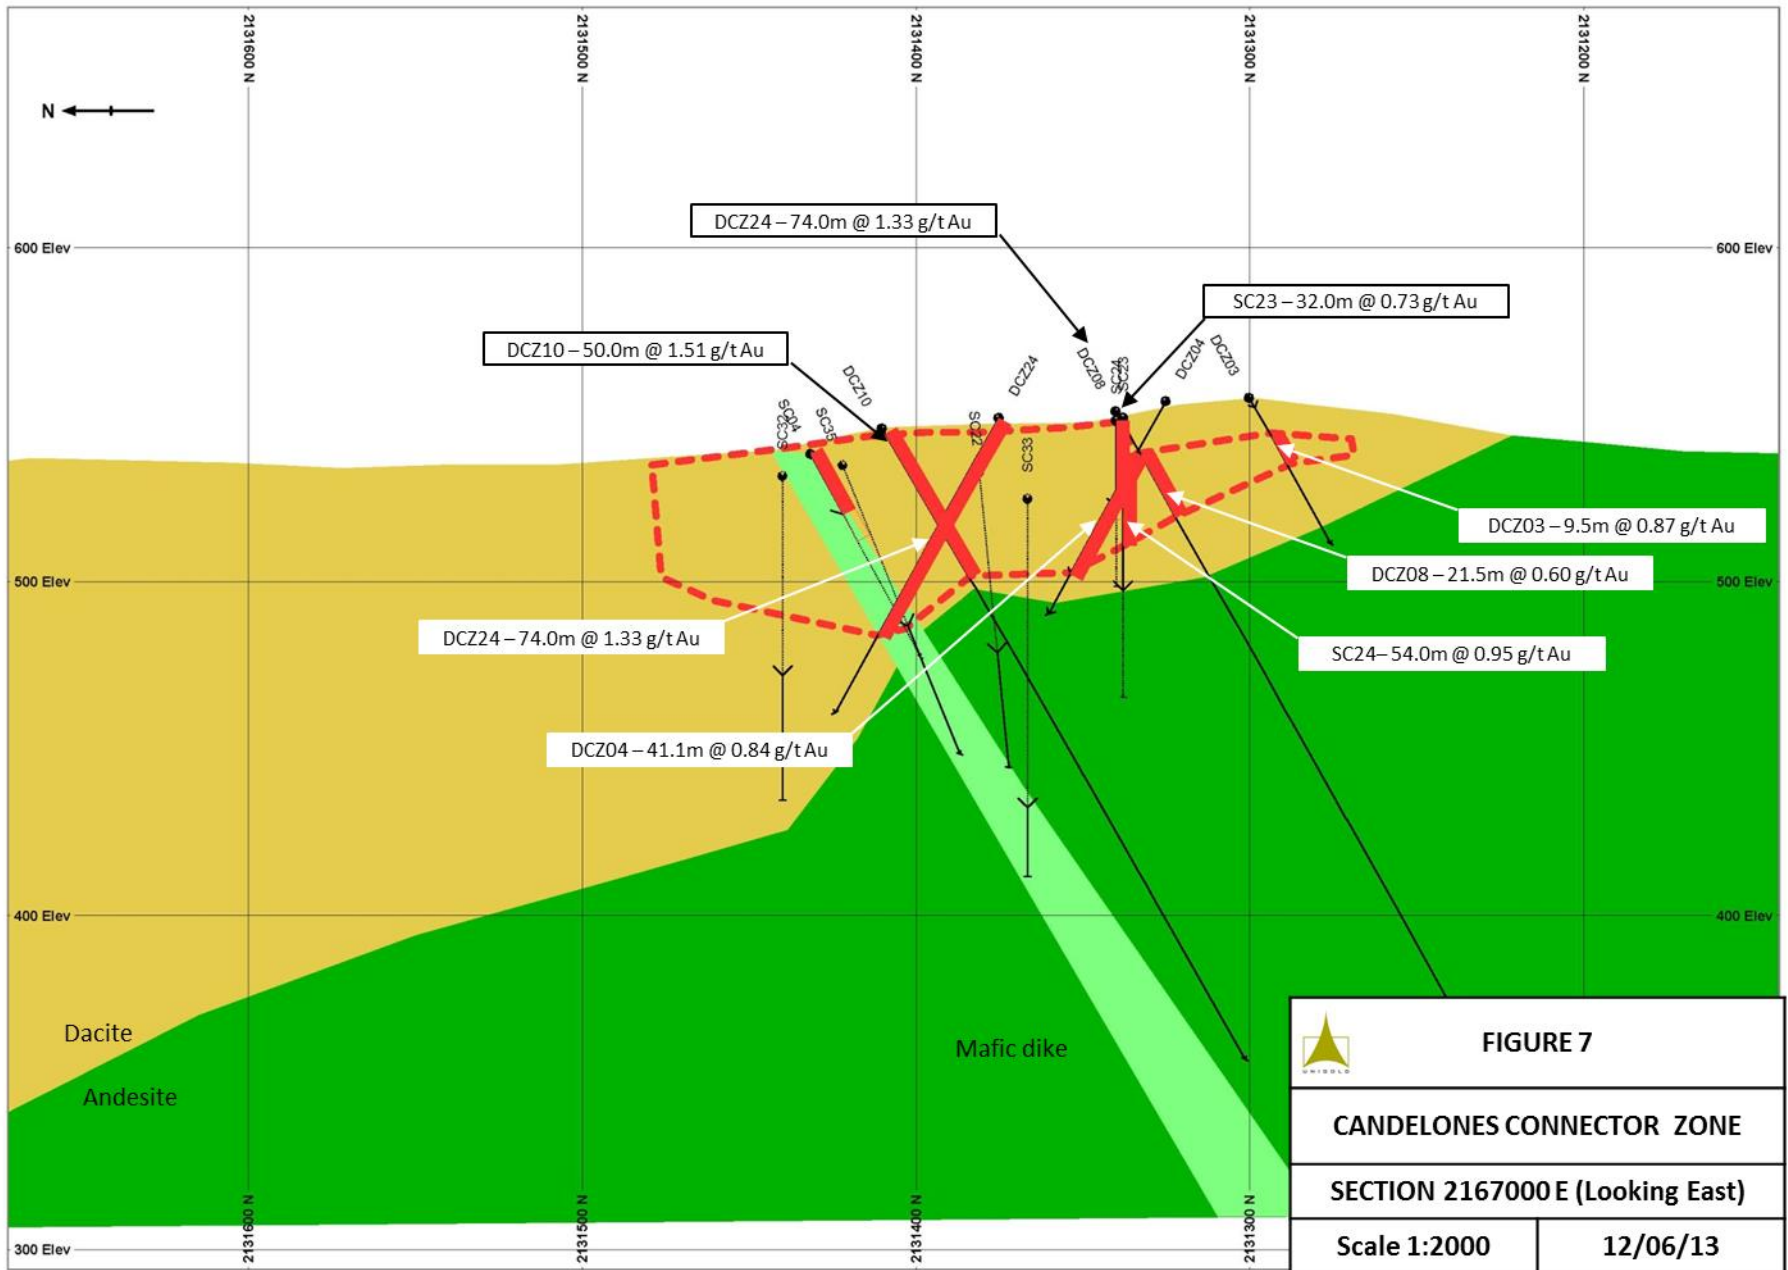 2131600 N
2131500 N
2131400 N
2131300 N
2131200 N
N
DCZ24 – 74.0m @ 1.33 g/t Au
600 Elev
600 Elev
SC23 – 32.0m @ 0.73 g/t Au
DCZ10 – 50.0m @ 1.51 g/t Au
DCZ10
SC04
SC32
SC35
SC22
DCZ24
SC33
DCZ08
SC24
SC23
DCZ04
DCZ03
DCZ03 – 9.5m @ 0.87 g/t Au
500 Elev
500 Elev
DCZ08 – 21.5m @ 0.60 g/t Au
DCZ24 – 74.0m @ 1.33 g/t Au
SC24– 54.0m @ 0.95 g/t Au
DCZ04 – 41.1m @ 0.84 g/t Au
400 Elev
400 Elev
Dacite
Mafic dike
Andesite
2131600 N
2131500 N
2131400 N
2131300 N
300 Elev
UNIGOLD
FIGURE 7
CANDELONES CONNECTOR ZONE
SECTION 2167000 E (Looking East)
Scale 1:2000
12/06/13